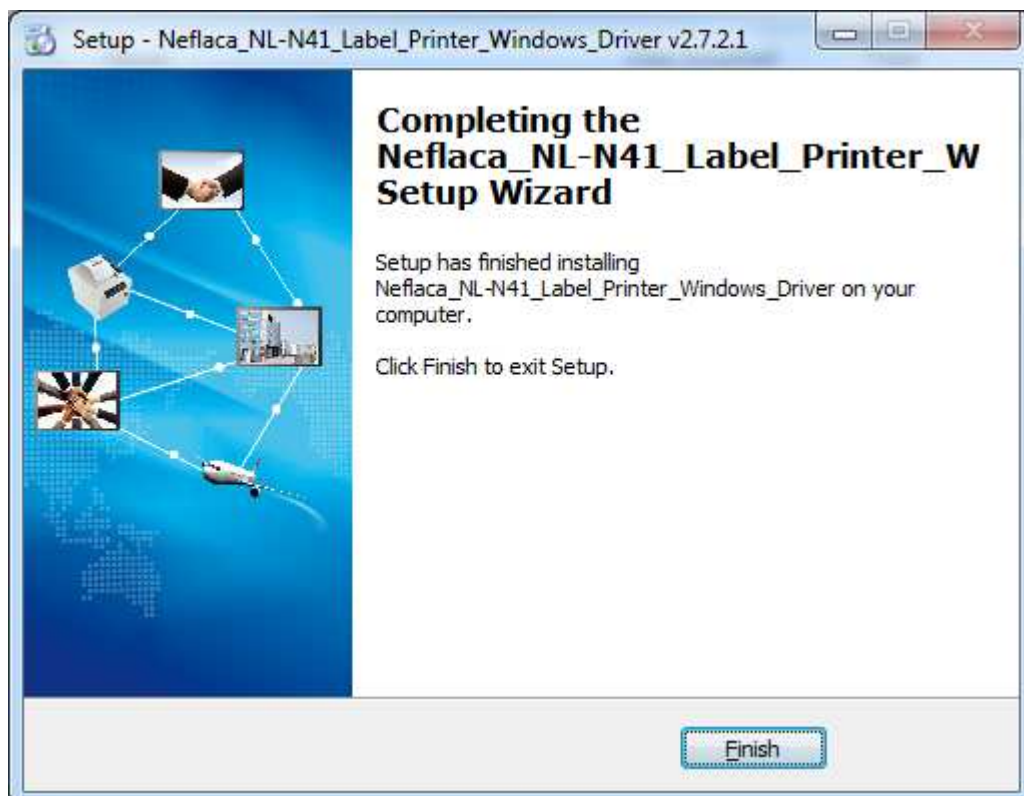 Setup - Neflaca_NL-N41_Label_Printer_Windows_Driver v2.7.2.1
Completing the
Neflaca_NL-N41_Label_Printer_W
Setup Wizard
Setup has finished installing
Neflaca_NL-N41_Label_Printer_Windows_Driver on your
computer.
Click Finish to exit Setup.
Finish